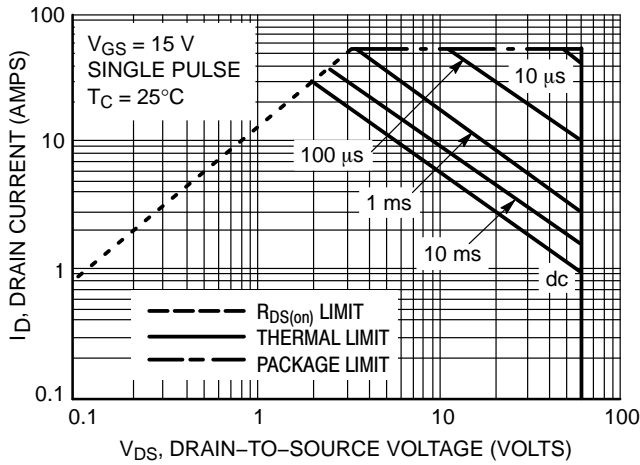 I_D, DRAIN CURRENT (AMPS)
100
10
1
0.1
V_GS = 15 V
SINGLE PULSE
T_C = 25°C
10 μs
100 μs
1 ms
10 ms
dc
R_DS(on) LIMIT
THERMAL LIMIT
PACKAGE LIMIT
0.1 1 10 100
V_DS, DRAIN–TO–SOURCE VOLTAGE (VOLTS)